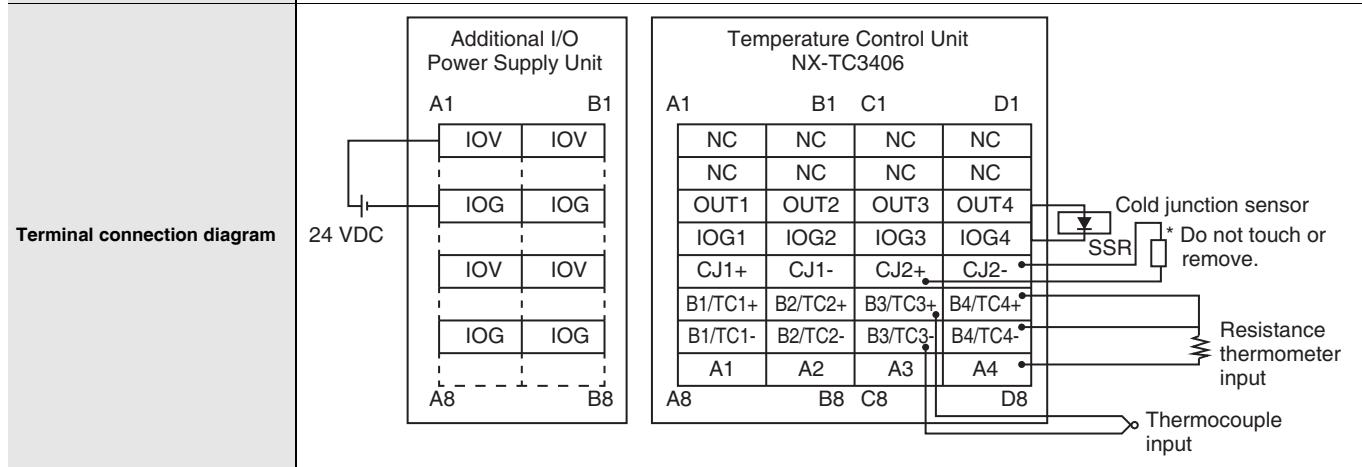 Terminal connection diagram
24 VDC
Additional I/O
Power Supply Unit
A1 B1
IOV IOV
IOG IOG
IOV IOV
IOG IOG
A8 B8
Temperature Control Unit
NX-TC3406
A1 B1 C1 D1
NC NC NC NC
NC NC NC NC
OUT1 OUT2 OUT3 OUT4
IOG1 IOG2 IOG3 IOG4
CJ1+ CJ1- CJ2+ CJ2-
B1/TC1+ B2/TC2+ B3/TC3+ B4/TC4+
B1/TC1- B2/TC2- B3/TC3- B4/TC4-
A1 A2 A3 A4
A8 B8 C8 D8
SSR
Cold junction sensor
* Do not touch or
remove.
Resistance
thermometer
input
Thermocouple
input